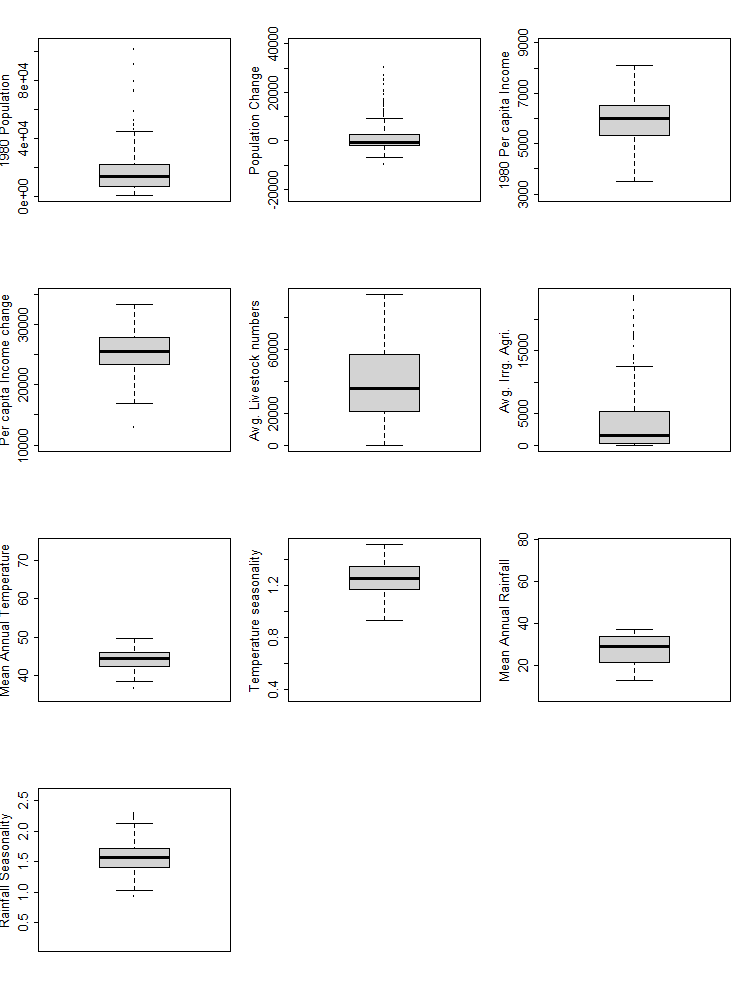 1980 Population
0e+00
4e+04
8e+04
Population Change
-20000
0
20000
40000
1980 Per capita Income
3000
5000
7000
9000
Per capita Income change
10000
20000
30000
Avg. Livestock numbers
0
20000
60000
Avg. Irrg. Agri.
0
5000
15000
Mean Annual Temperature
40
50
60
70
Temperature seasonality
0.4
0.8
1.2
Mean Annual Rainfall
20
40
60
80
Rainfall Seasonality
0.5
1.0
1.5
2.0
2.5